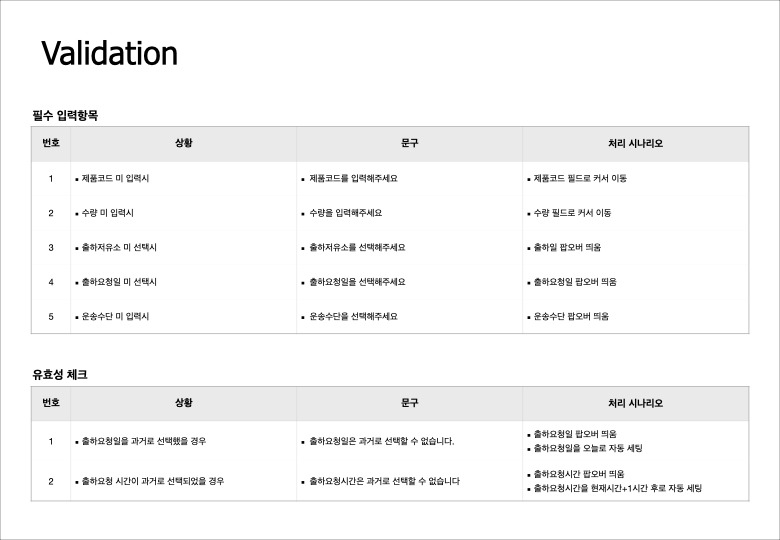 Validation
필수 입력항목
번호 상황 문구 처리 시나리오
1 ▪ 제품코드 미 입력시 ▪ 제품코드를 입력해주세요 ▪ 제품코드 필드로 커서 이동
2 ▪ 수량 미 입력시 ▪ 수량을 입력해주세요 ▪ 수량 필드로 커서 이동
3 ▪ 출하저유소 미 선택시 ▪ 출하저유소를 선택해주세요 ▪ 출하일 팝오버 띄움
4 ▪ 출하요청일 미 선택시 ▪ 출하요청일을 선택해주세요 ▪ 출하요청일 팝오버 띄움
5 ▪ 운송수단 미 입력시 ▪ 운송수단을 선택해주세요 ▪ 운송수단 팝오버 띄움
유효성 체크
번호 상황 문구 처리 시나리오
1 ▪ 출하요청일을 과거로 선택했을 경우 ▪ 출하요청일은 과거로 선택할 수 없습니다. ▪ 출하요청일 팝오버 띄움
▪ 출하요청일을 오늘로 자동 세팅
2 ▪ 출하요청 시간이 과거로 선택되었을 경우 ▪ 출하요청시간은 과거로 선택할 수 없습니다 ▪ 출하요청시간 팝오버 띄움
▪ 출하요청시간을 현재시간+1시간 후로 자동 세팅